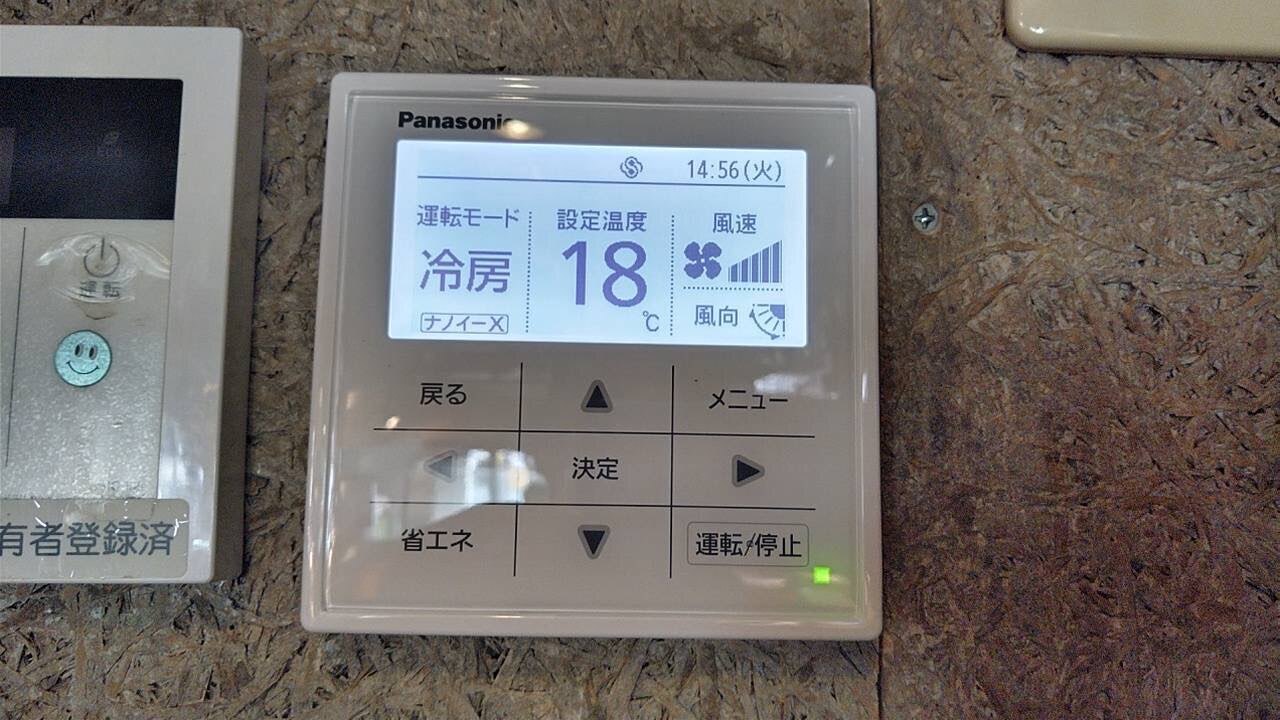 Panasonic
14:56(火)
運転モード
設定温度
風速
冷房
18
℃
ナノイーX
風向
戻る
メニュー
決定
省エネ
運転/停止
運転
有者登録済